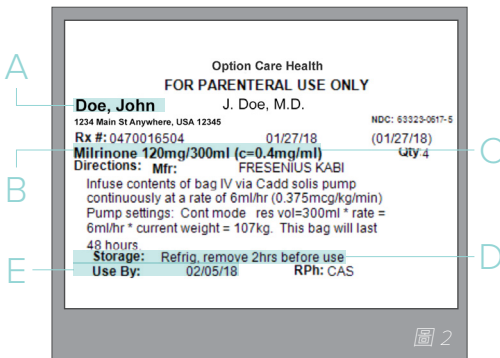 Option Care Health
FOR PARENTERAL USE ONLY
Doe, John J. Doe, M.D.
1234 Main St Anywhere, USA 12345
NDC: 63323-0617-5
Rx #: 0470016504 01/27/18 (01/27/18)
Milrinone 120mg/300ml (c=0.4mg/ml) Qty:4
Directions: Mfr: FRESENIUS KABI
Infuse contents of bag IV via Cadd solis pump
continuously at a rate of 6ml/hr (0.375mcg/kg/min)
Pump settings: Cont mode res vol=300ml * rate =
6ml/hr * current weight = 107kg. This bag will last
48 hours.
Storage: Refrig, remove 2hrs before use
Use By: 02/05/18 RPh: CAS
A
B
C
D
E
圖 2